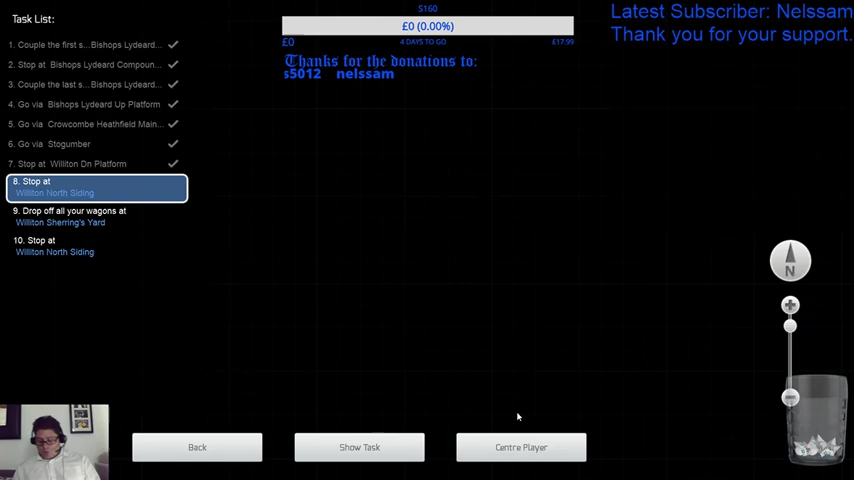 Task List:
1. Couple the first s...Bishops Lydeard...
2. Stop at Bishops Lydeard Compoun...
3. Couple the last s...Bishops Lydeard...
4. Go via Bishops Lydeard Up Platform
5. Go via Crowcombe Heathfield Main...
6. Go via Stogumber
7. Stop at Williton Dn Platform
8. Stop at
Williton North Siding
9. Drop off all your wagons at
Williton Sherring's Yard
10. Stop at
Williton North Siding
S160
£0 (0.00%)
£0
4 DAYS TO GO
£17.99
Thanks for the donations to:
s5012 nelssam
Latest Subscriber: Nelssam
Thank you for your support.
N
Back
Show Task
Centre Player